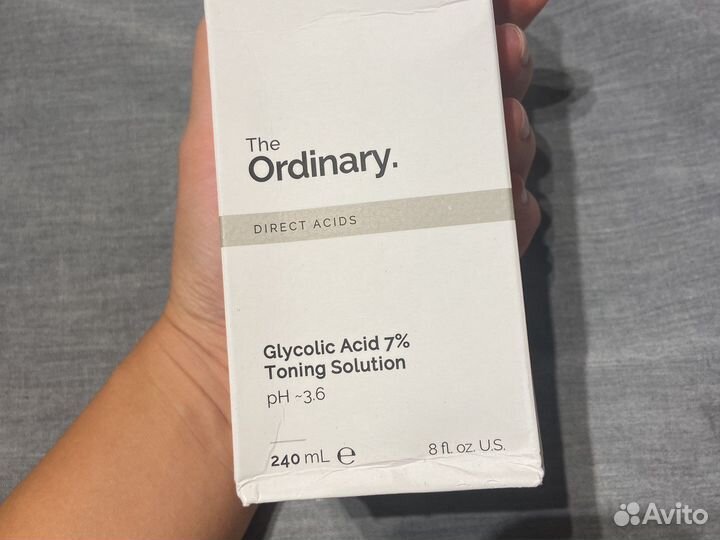 The
Ordinary.
DIRECT ACIDS
Glycolic Acid 7%
Toning Solution
pH ~3.6
240 mL ℮
8 fl. oz. U.S.
Avito